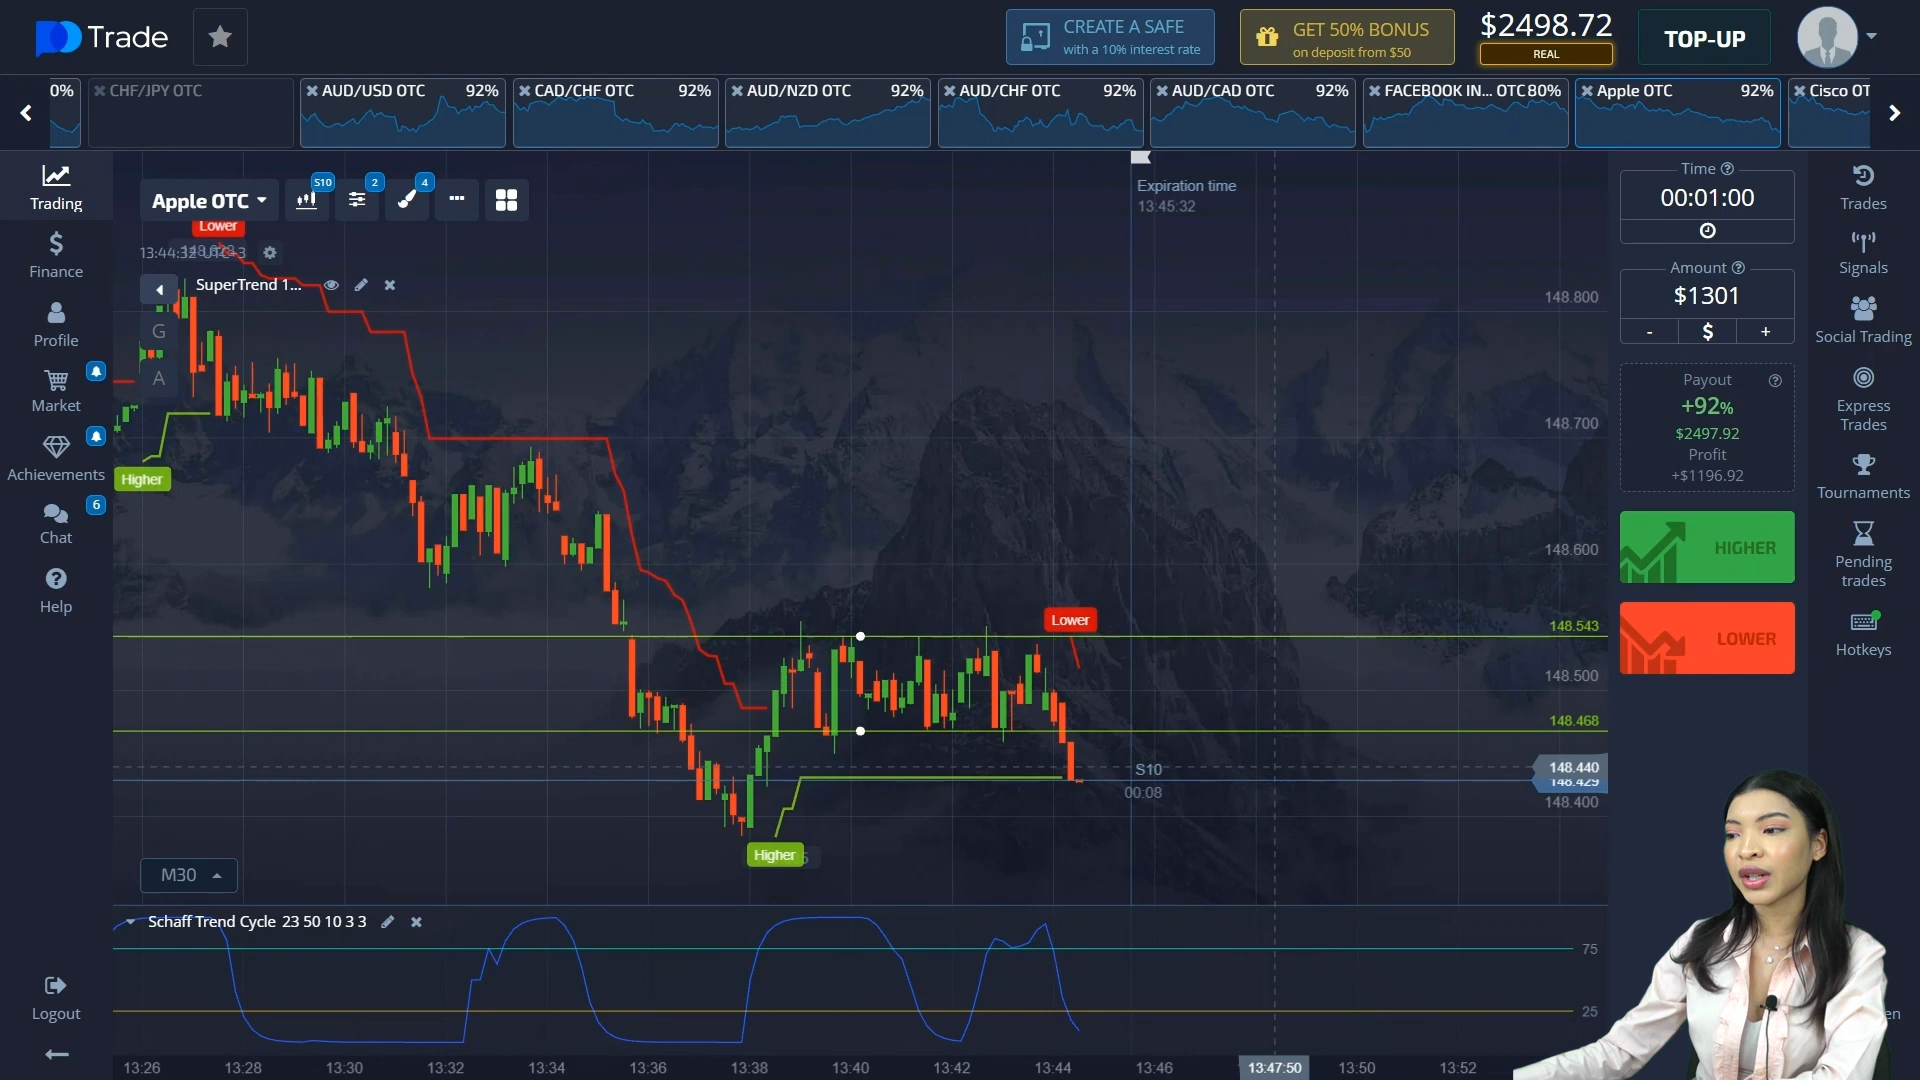 Trade
CREATE A SAFE
with a 10% interest rate
GET 50% BONUS
on deposit from $50
$2498.72
REAL
TOP-UP
0%
CHF/JPY OTC
AUD/USD OTC 92%
CAD/CHF OTC 92%
AUD/NZD OTC 92%
AUD/CHF OTC 92%
AUD/CAD OTC 92%
FACEBOOK IN... OTC 80%
Apple OTC 92%
Cisco OT
Trading
Finance
Profile
Market
Achievements
6
Chat
Help
Logout
Apple OTC
S10
2
4
Lower
13:44:32 UTC+3
SuperTrend 1...
G
A
Higher
Expiration time
13:45:32
148.800
148.700
148.600
148.543
148.500
148.468
148.440
148.429
148.400
Lower
S10
00:08
Higher
M30
Schaff Trend Cycle 23 50 10 3 3
75
25
13:26
13:28
13:30
13:32
13:34
13:36
13:38
13:40
13:42
13:44
13:46
13:47:50
13:50
13:52
Time
00:01:00
Amount
$1301
- $ +
Payout
+92%
$2497.92
Profit
+$1196.92
HIGHER
LOWER
Trades
Signals
Social Trading
Express
Trades
Tournaments
Pending
trades
Hotkeys
en